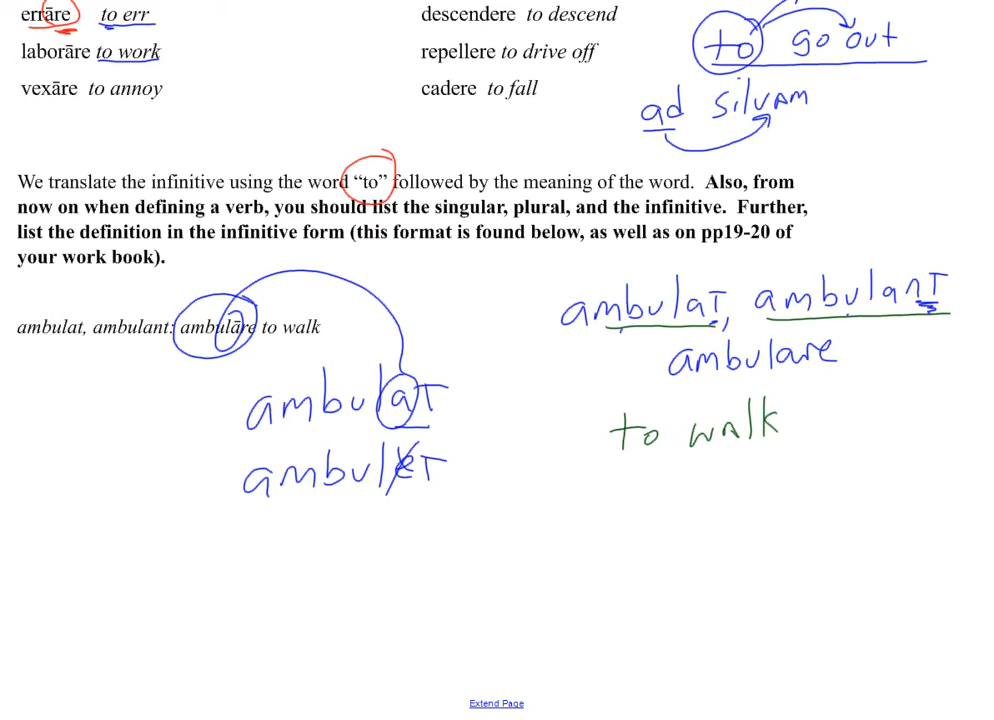 errāre to err
descendere to descend
to go out
laborāre to work
repellere to drive off
vexāre to annoy
cadere to fall
ad silvAm
We translate the infinitive using the word “to” followed by the meaning of the word. Also, from
now on when defining a verb, you should list the singular, plural, and the infinitive. Further,
list the definition in the infinitive form (this format is found below, as well as on pp19-20 of
your work book).
ambulat, ambulant: ambulāre to walk
ambulaT, ambulanT
ambulare
ambulaT
to walk
ambuleT
Extend Page